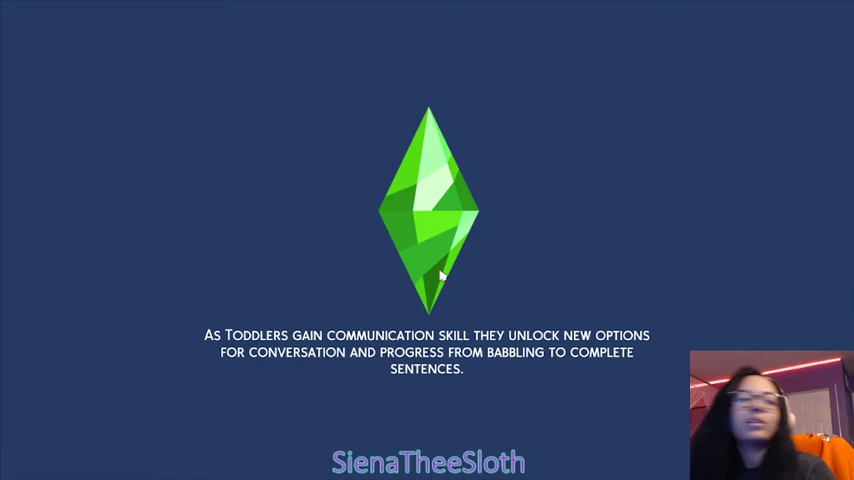 As Toddlers gain communication skill they unlock new options
for conversation and progress from babbling to complete
sentences.
SienaTheeSloth